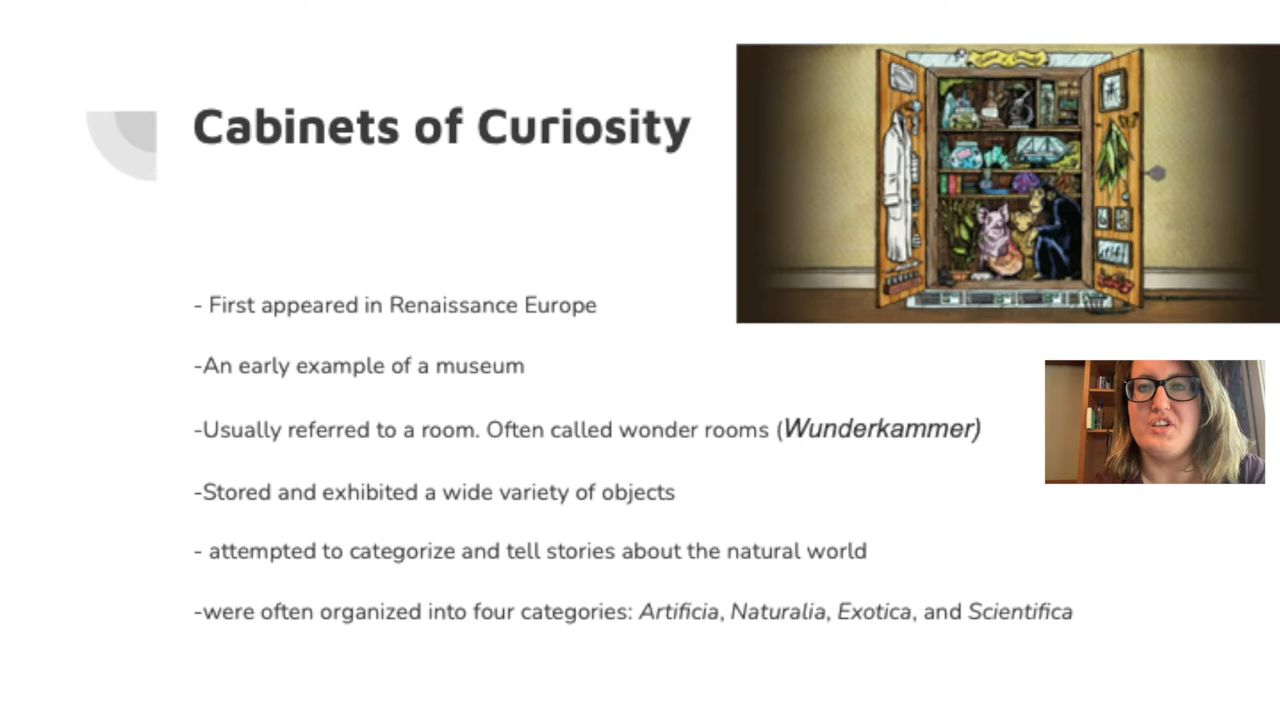 Cabinets of Curiosity
- First appeared in Renaissance Europe
-An early example of a museum
-Usually referred to a room. Often called wonder rooms (Wunderkammer)
-Stored and exhibited a wide variety of objects
- attempted to categorize and tell stories about the natural world
-were often organized into four categories: Artificia, Naturalia, Exotica, and Scientifica